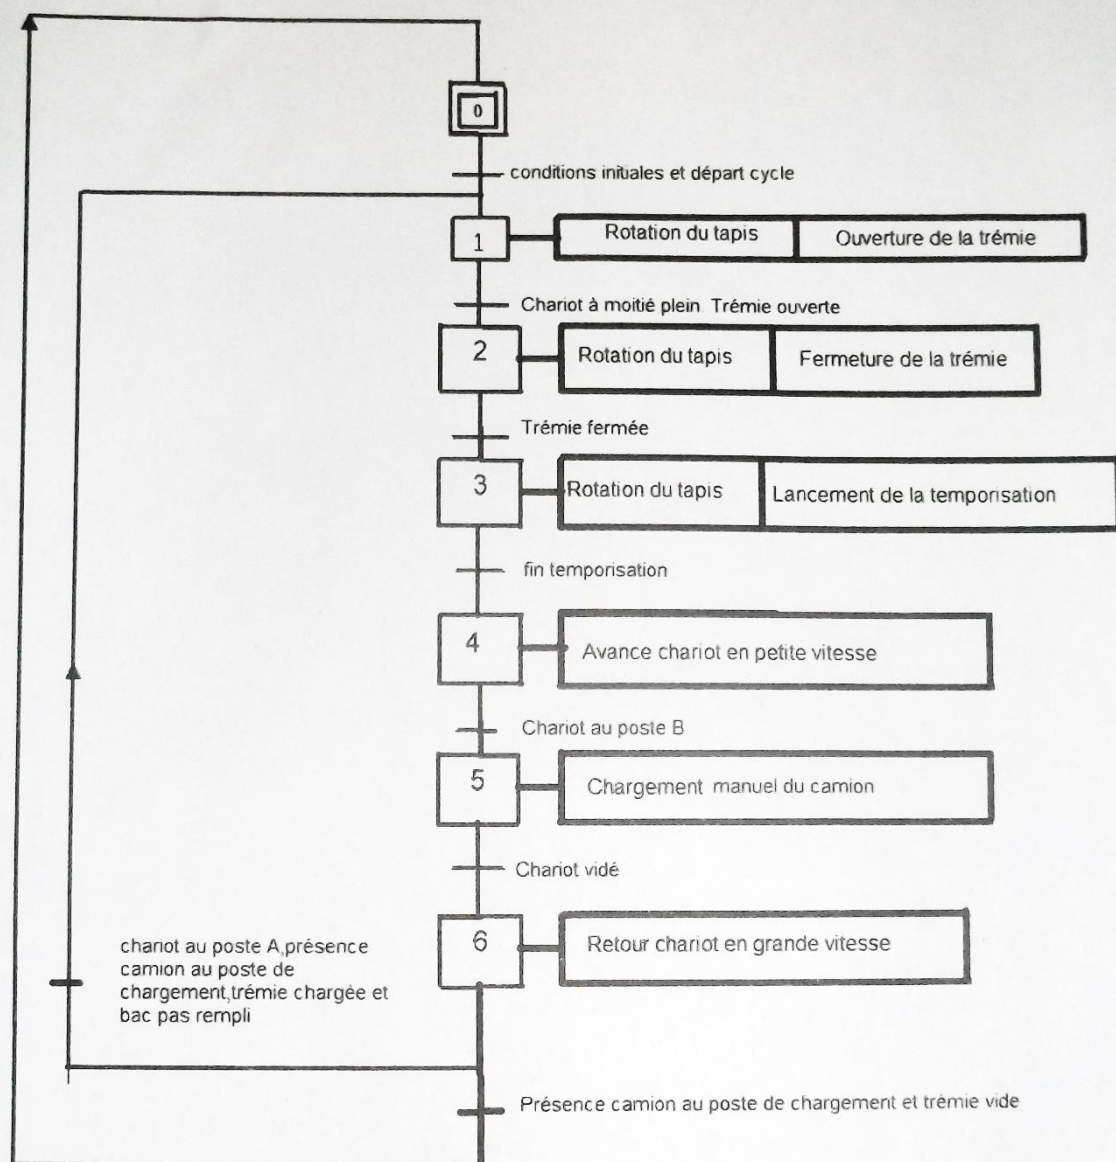 0
conditions initiales et départ cycle
1
Rotation du tapis
Ouverture de la trémie
Chariot à moitié plein Trémie ouverte
2
Rotation du tapis
Fermeture de la trémie
Trémie fermée
3
Rotation du tapis
Lancement de la temporisation
fin temporisation
4
Avance chariot en petite vitesse
Chariot au poste B
5
Chargement manuel du camion
Chariot vidé
6
Retour chariot en grande vitesse
chariot au poste A,présence
camion au poste de
chargement,trémie chargée et
bac pas rempli
Présence camion au poste de chargement et trémie vide